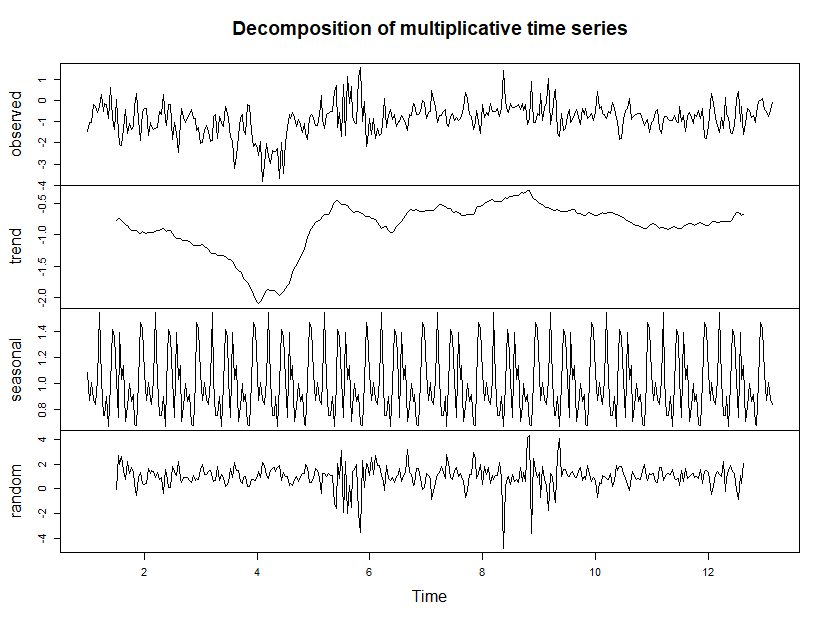 Decomposition of multiplicative time series
observed
1
0
-1
-2
-3
-4
trend
-0.5
-1.0
-1.5
-2.0
seasonal
1.4
1.2
1.0
0.8
random
4
2
0
-2
-4
2 4 6 8 10 12
Time